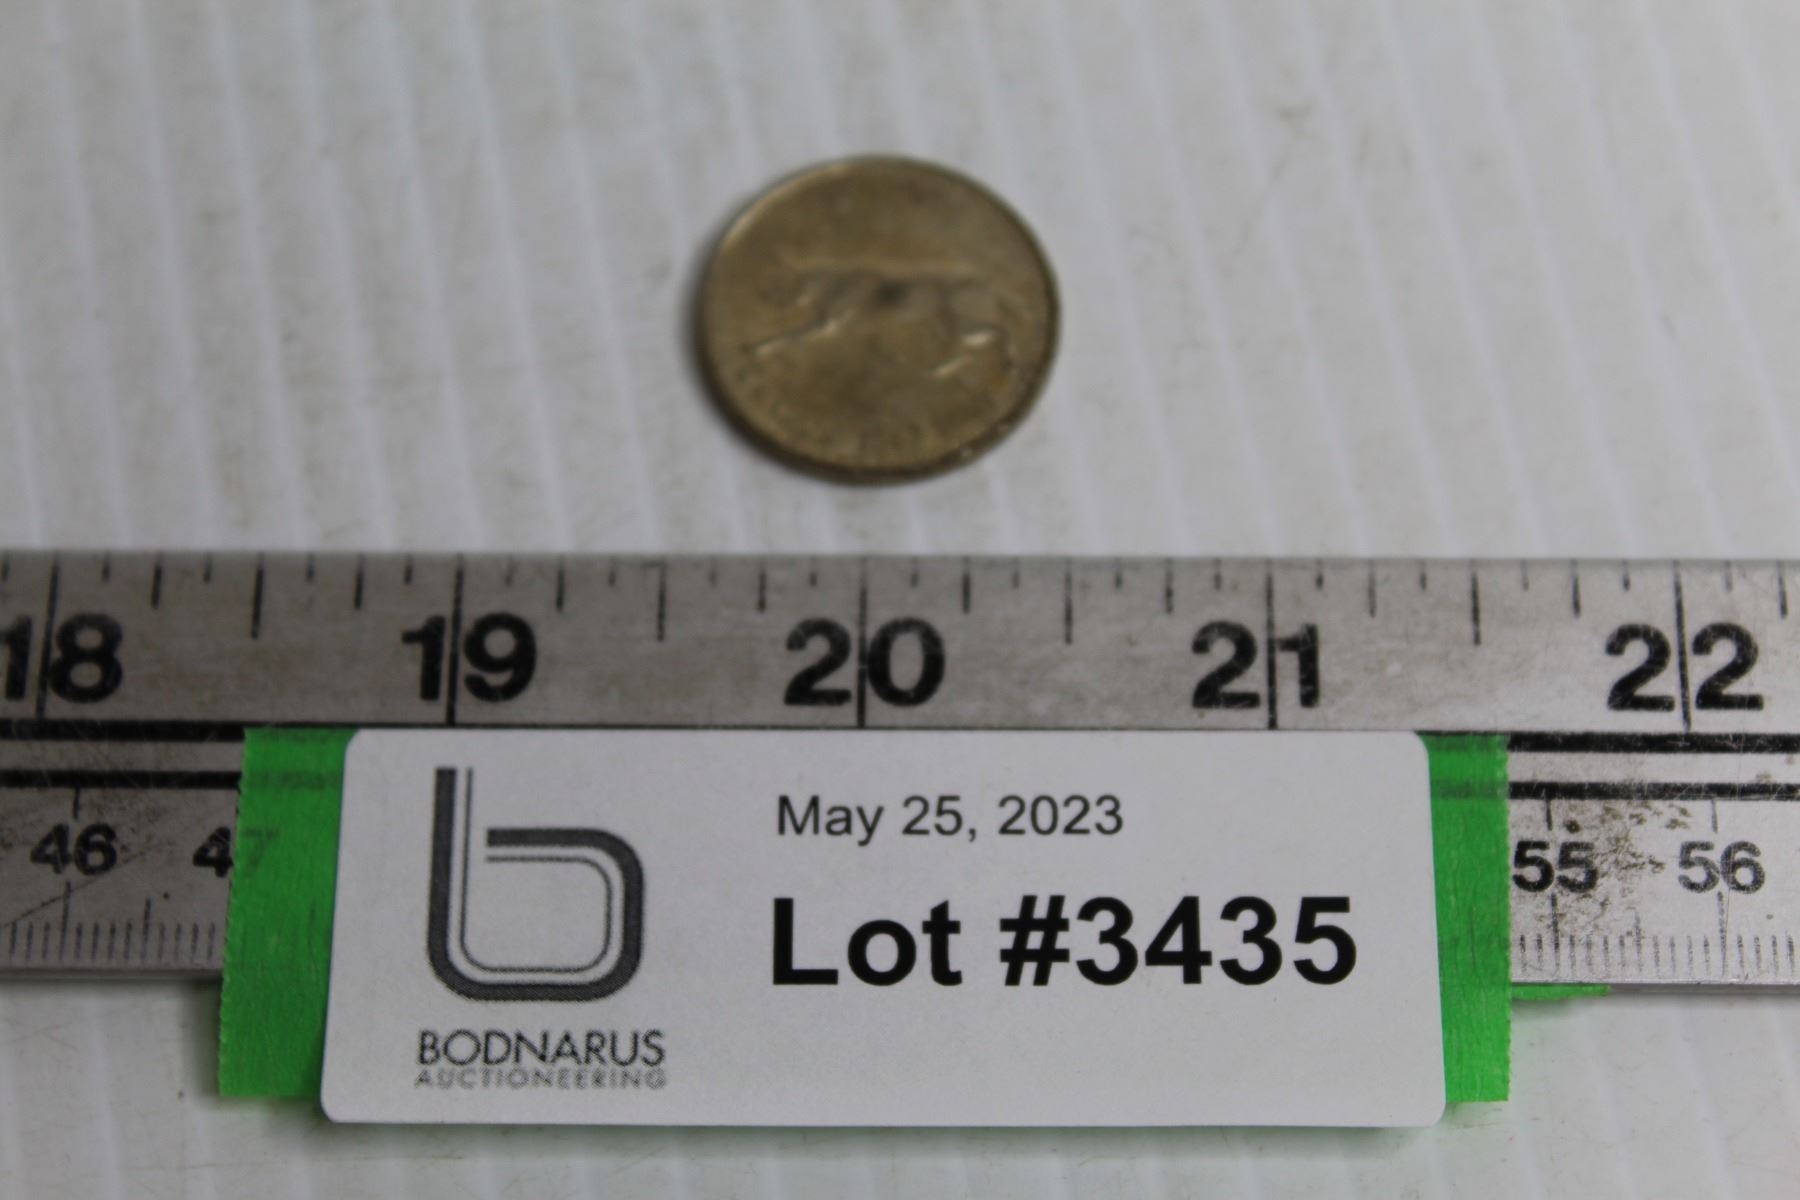 18 19 20 21 22
46 47 55 56
May 25, 2023
Lot #3435
BODNARUS
AUCTIONEERING